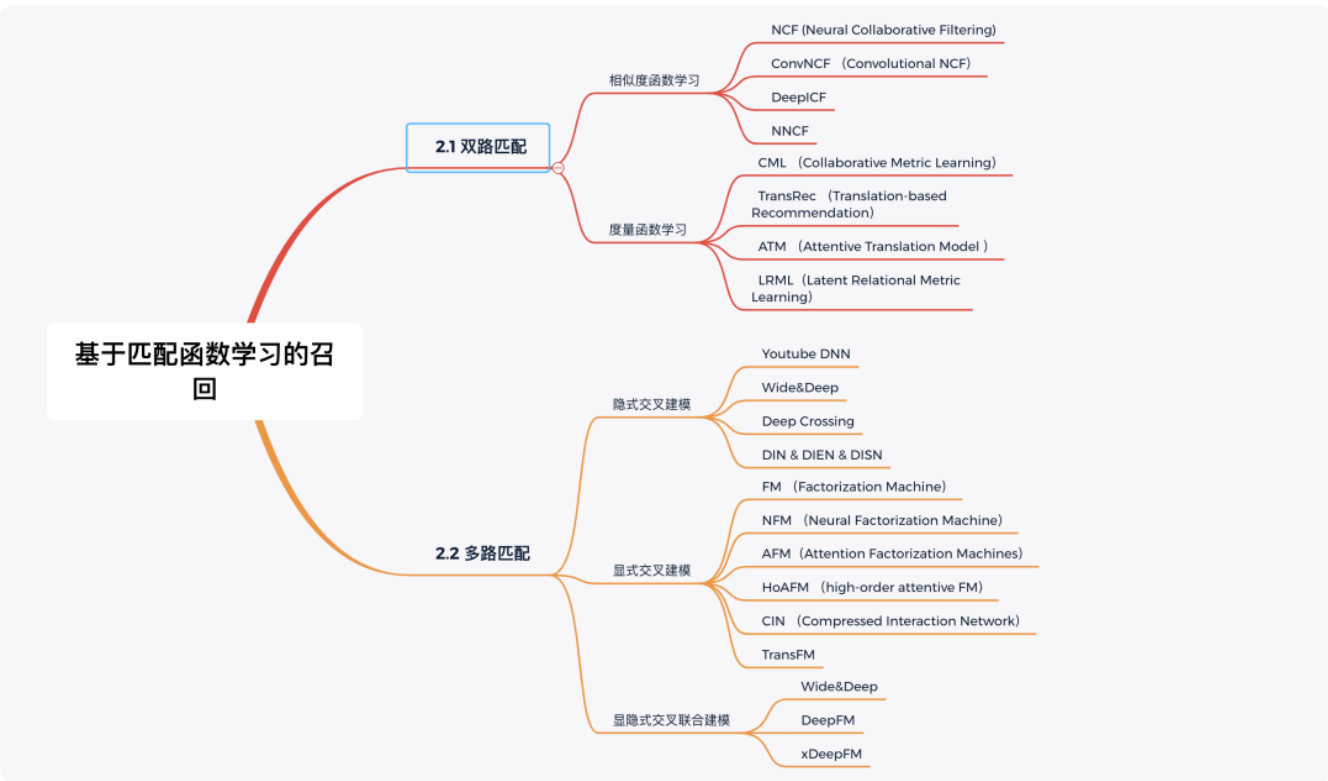 基于匹配函数学习的召
回
2.1 双路匹配
相似度函数学习
NCF (Neural Collaborative Filtering)
ConvNCF （Convolutional NCF）
DeepICF
NNCF
度量函数学习
CML （Collaborative Metric Learning）
TransRec （Translation-based
Recommendation）
ATM （Attentive Translation Model ）
LRML（Latent Relational Metric
Learning）
2.2 多路匹配
隐式交叉建模
Youtube DNN
Wide&Deep
Deep Crossing
DIN & DIEN & DISN
显式交叉建模
FM （Factorization Machine）
NFM （Neural Factorization Machine）
AFM（Attention Factorization Machines）
HoAFM （high-order attentive FM）
CIN （Compressed Interaction Network）
TransFM
显隐式交叉联合建模
Wide&Deep
DeepFM
xDeepFM